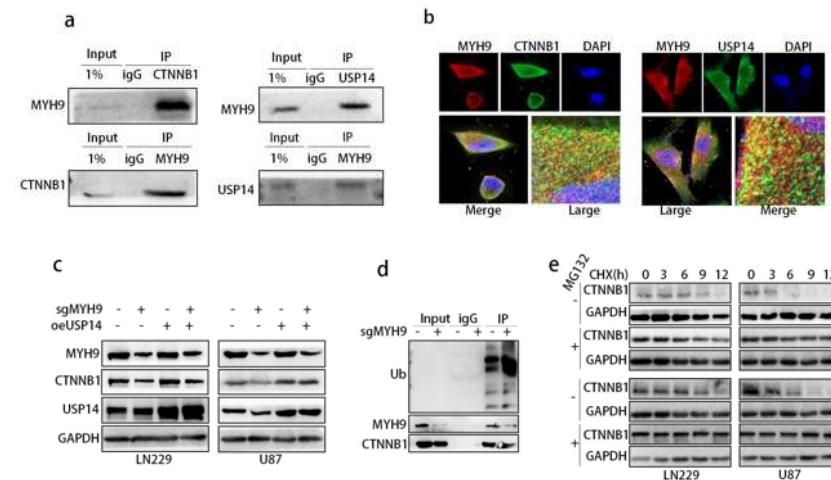 a
Input IP
1% igG CTNNB1
MYH9
Input IP
1% igG MYH9
CTNNB1
Input IP
1% igG USP14
MYH9
Input IP
1% igG MYH9
USP14
b
MYH9 CTNNB1 DAPI
Merge Large
MYH9 USP14 DAPI
Large Merge
c
sgMYH9 - + - + - + - +
oeUSP14 - - + + - - + +
MYH9
CTNNB1
USP14
GAPDH
LN229 U87
d
Input igG IP
sgMYH9 - + - + - +
Ub
MYH9
CTNNB1
e
MG132 CHX(h) 0 3 6 9 12 0 3 6 9 12
- CTNNB1
GAPDH
+ CTNNB1
GAPDH
- CTNNB1
GAPDH
+ CTNNB1
GAPDH
LN229 U87